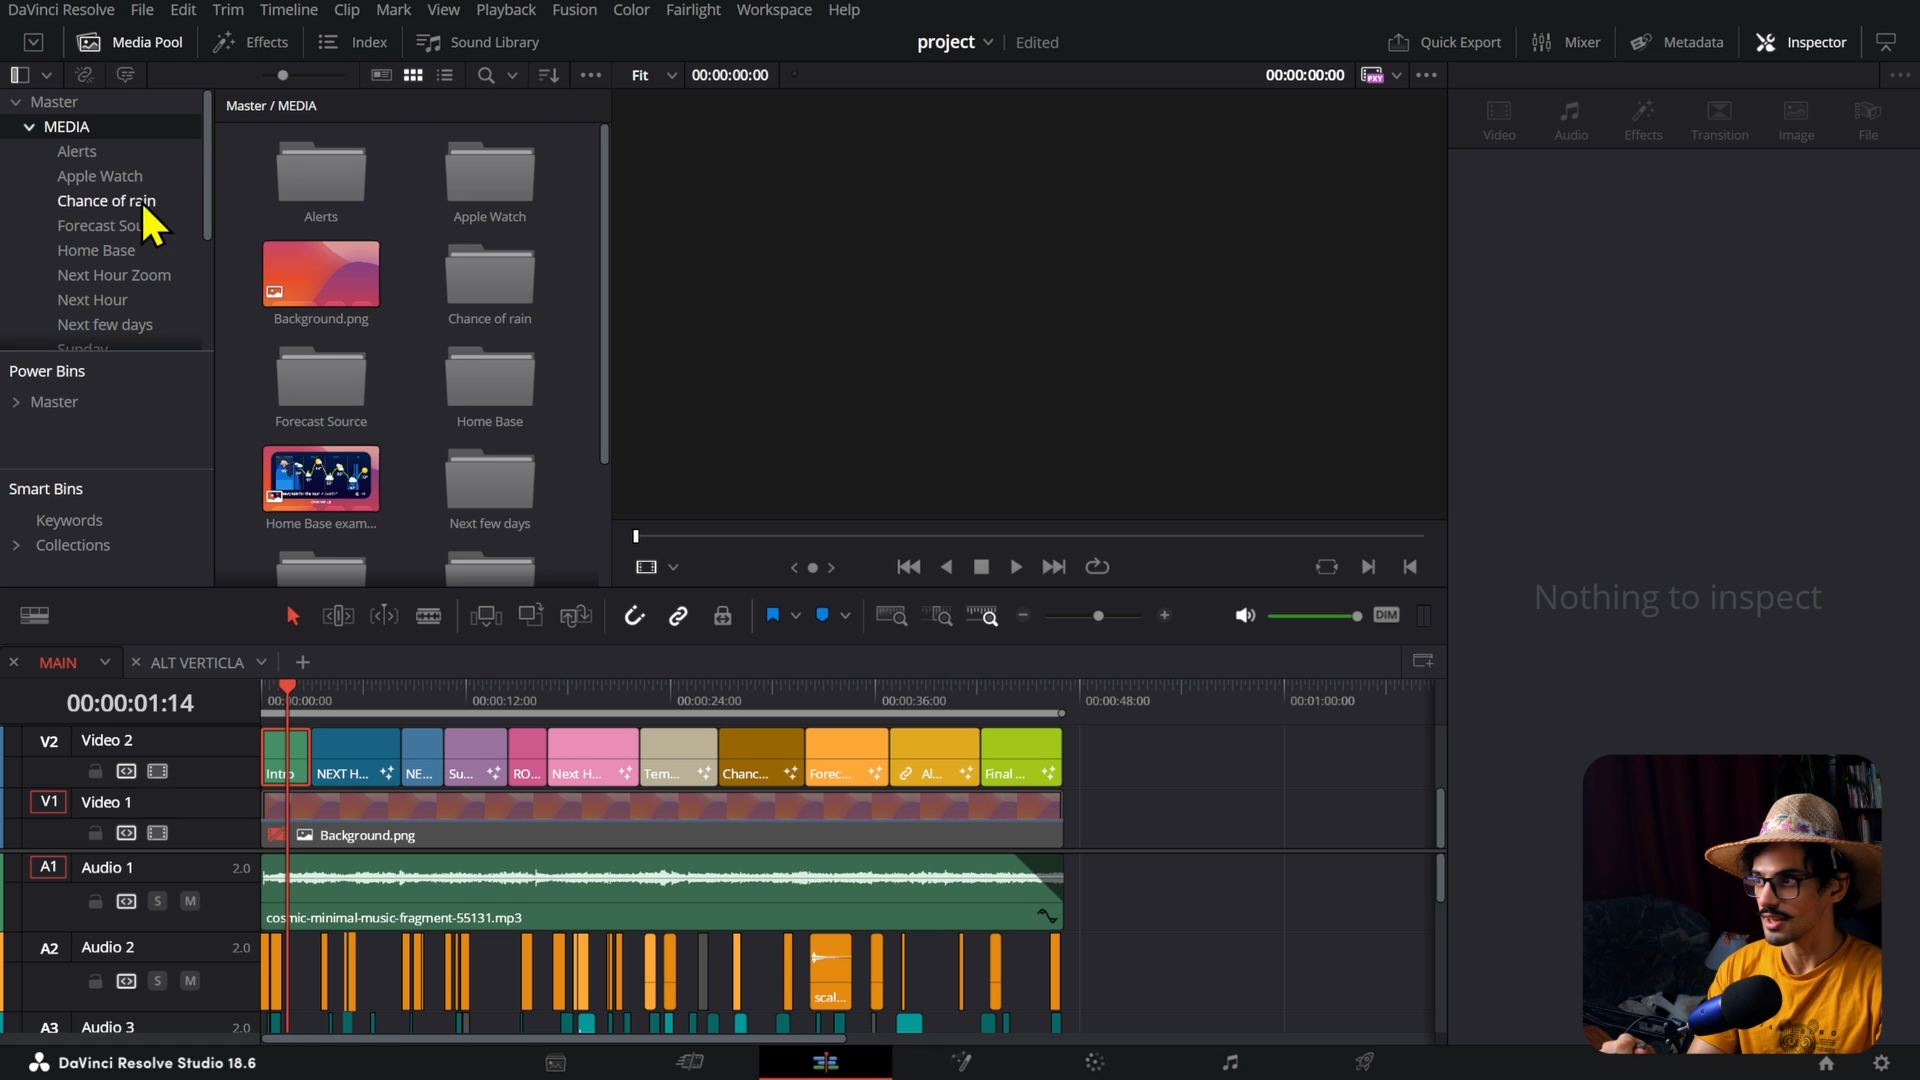 DaVinci Resolve File Edit Trim Timeline Clip Mark View Playback Fusion Color Fairlight Workspace Help
Media Pool Effects Index Sound Library project Edited Quick Export Mixer Metadata Inspector
Fit 00:00:00:00 00:00:00:00 PXY
Master
MEDIA
Alerts
Apple Watch
Chance of rain
Forecast Sou
Home Base
Next Hour Zoom
Next Hour
Next few days
Sunday
Power Bins
Master
Smart Bins
Keywords
Collections
Master / MEDIA
Alerts Apple Watch
Background.png Chance of rain
Forecast Source Home Base
Home Base exam... Next few days
Video Audio Effects Transition Image File
Nothing to inspect
DIM
MAIN ALT VERTICLA
00:00:01:14
00:00:00:00 00:00:12:00 00:00:24:00 00:00:36:00 00:00:48:00 00:01:00:00
V2 Video 2
Intro NEXT H... NE... Su... RO... Next H... Tem... Chanc... Forec... Al... Final ...
V1 Video 1
Background.png
A1 Audio 1 2.0
S M
cosmic-minimal-music-fragment-55131.mp3
A2 Audio 2 2.0
S M
scal...
A3 Audio 3 2.0
DaVinci Resolve Studio 18.6